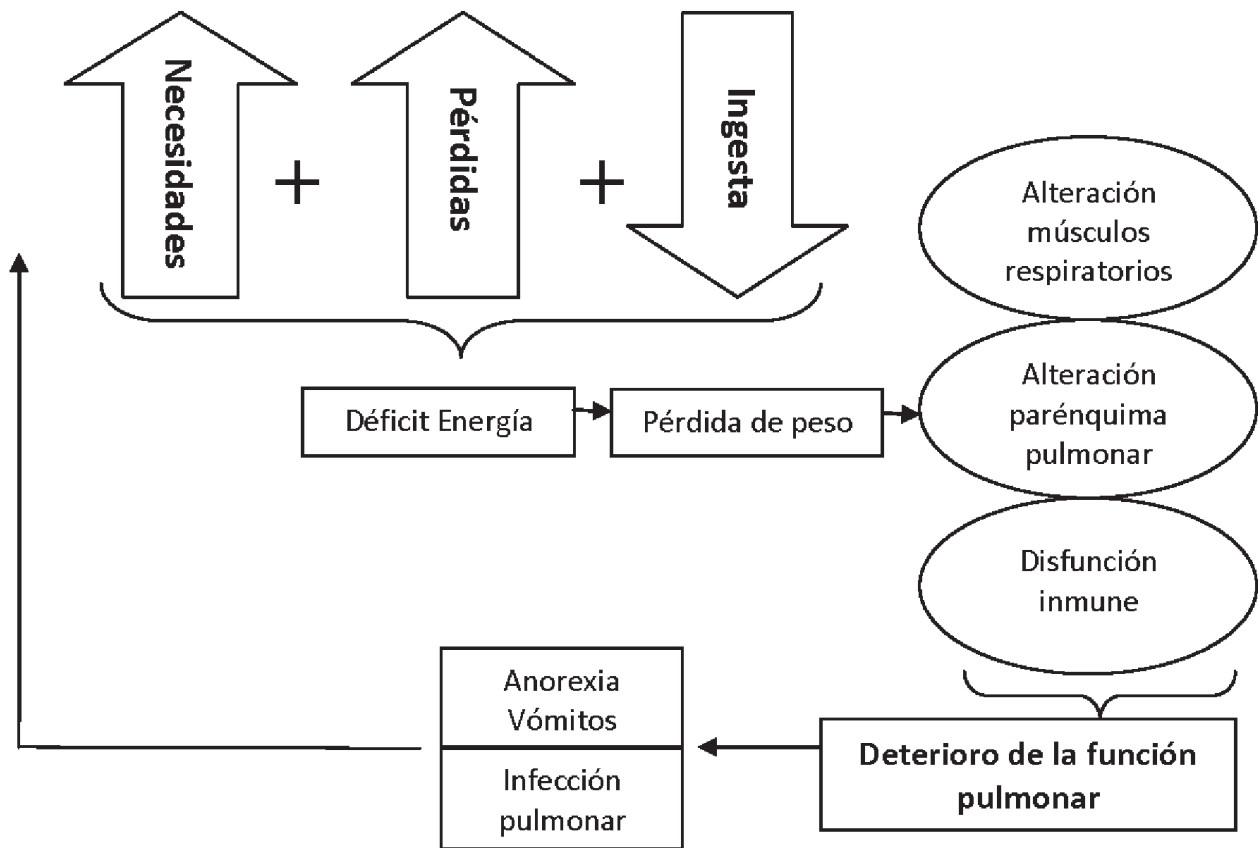 Necesidades
+
Pérdidas
+
Ingesta
Déficit Energía
Pérdida de peso
Alteración
músculos
respiratorios
Alteración
parénquima
pulmonar
Disfunción
inmune
Deterioro de la función
pulmonar
Anorexia
Vómitos
Infección
pulmonar